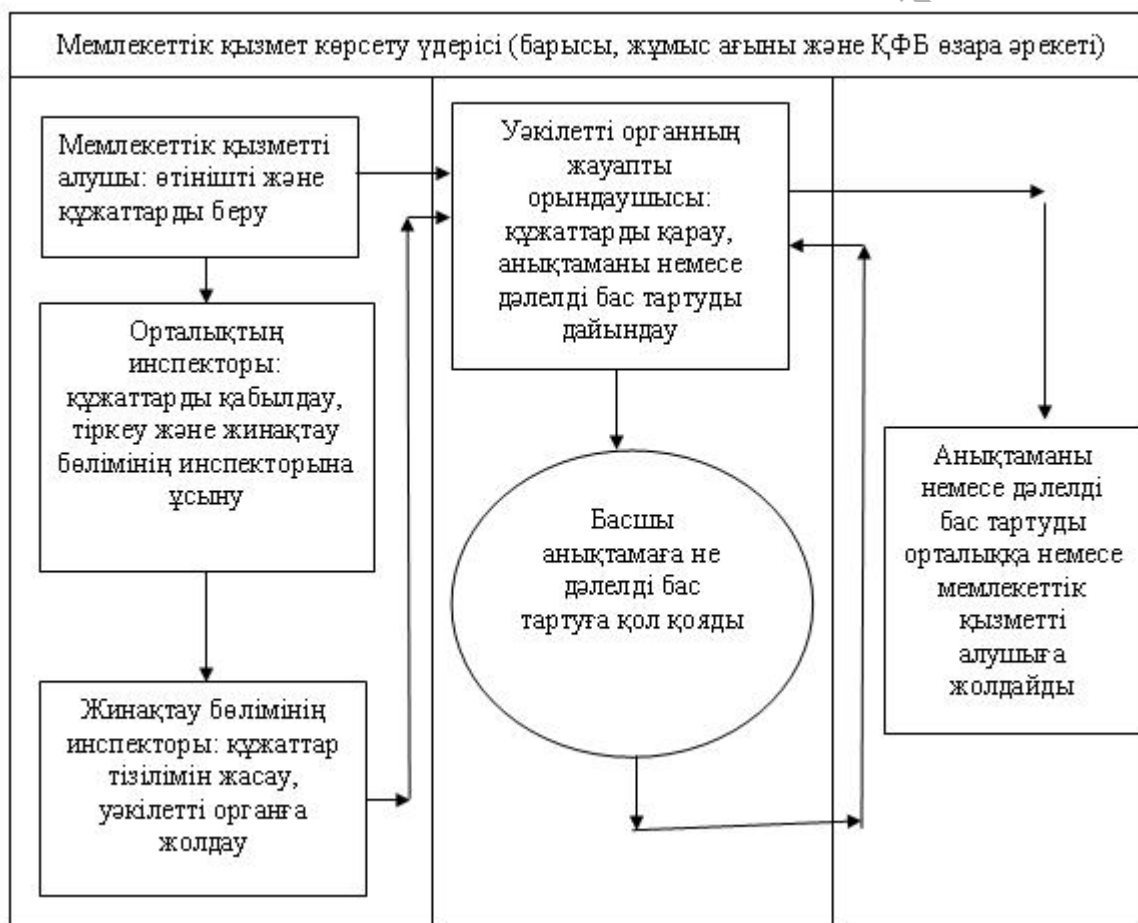 Мемлекеттік қызмет көрсету үдерісі (барысы, жұмыс ағыны және ҚФБ өзара әрекеті)
Мемлекеттік қызметті
алушы: өтінішті және
құжаттарды беру
Орталықтың
инспекторы:
құжаттарды қабылдау,
тіркеу және жинақтау
бөлімінің инспекторына
ұсыну
Жинақтау бөлімінің
инспекторы: құжаттар
тізілімін жасау,
уәкілетті органға
жолдау
Уәкілетті органның
жауапты
орындаушысы:
құжаттарды қарау,
анықтаманы немесе
дәлелді бас тартуды
дайындау
Басшы
анықтамаға не
дәлелді бас
тартуға қол қояды
Анықтаманы
немесе дәлелді
бас тартуды
орталыққа немесе
мемлекеттік
қызметті
алушыға
жолдайды